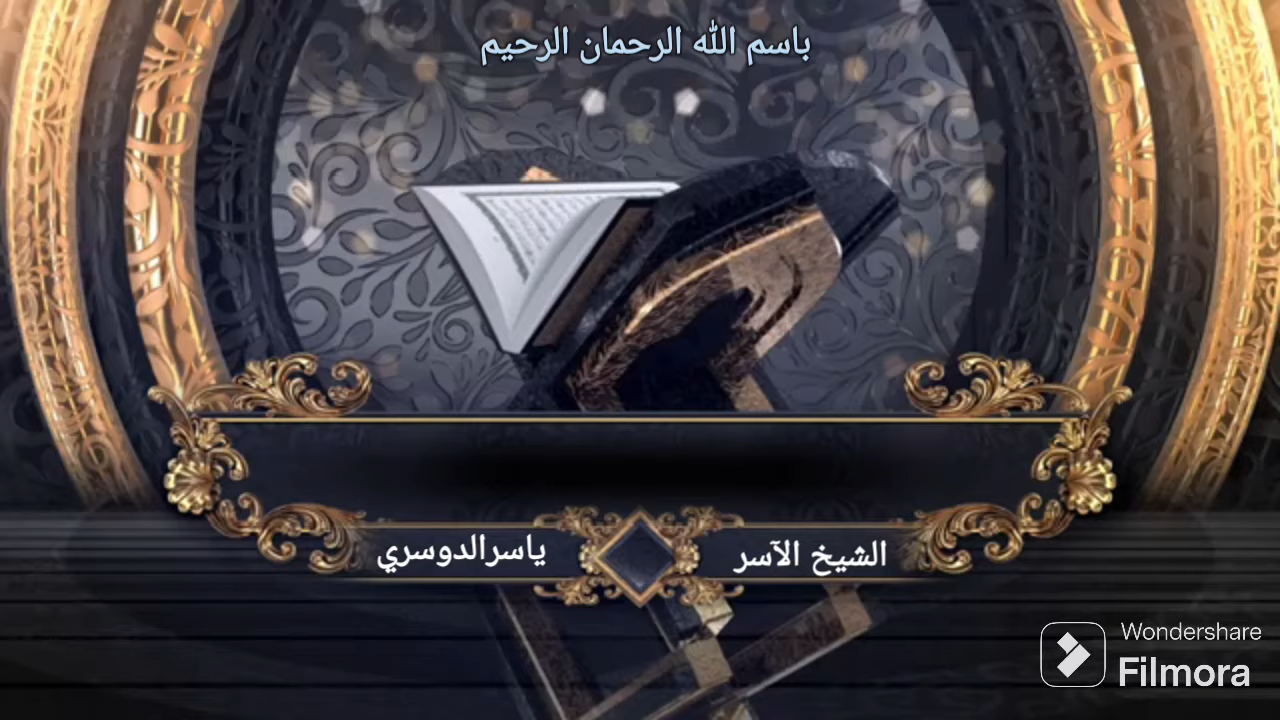 باسم الله الرحمان الرحيم
الشيخ الآسر
ياسرالدوسري
Wondershare
Filmora